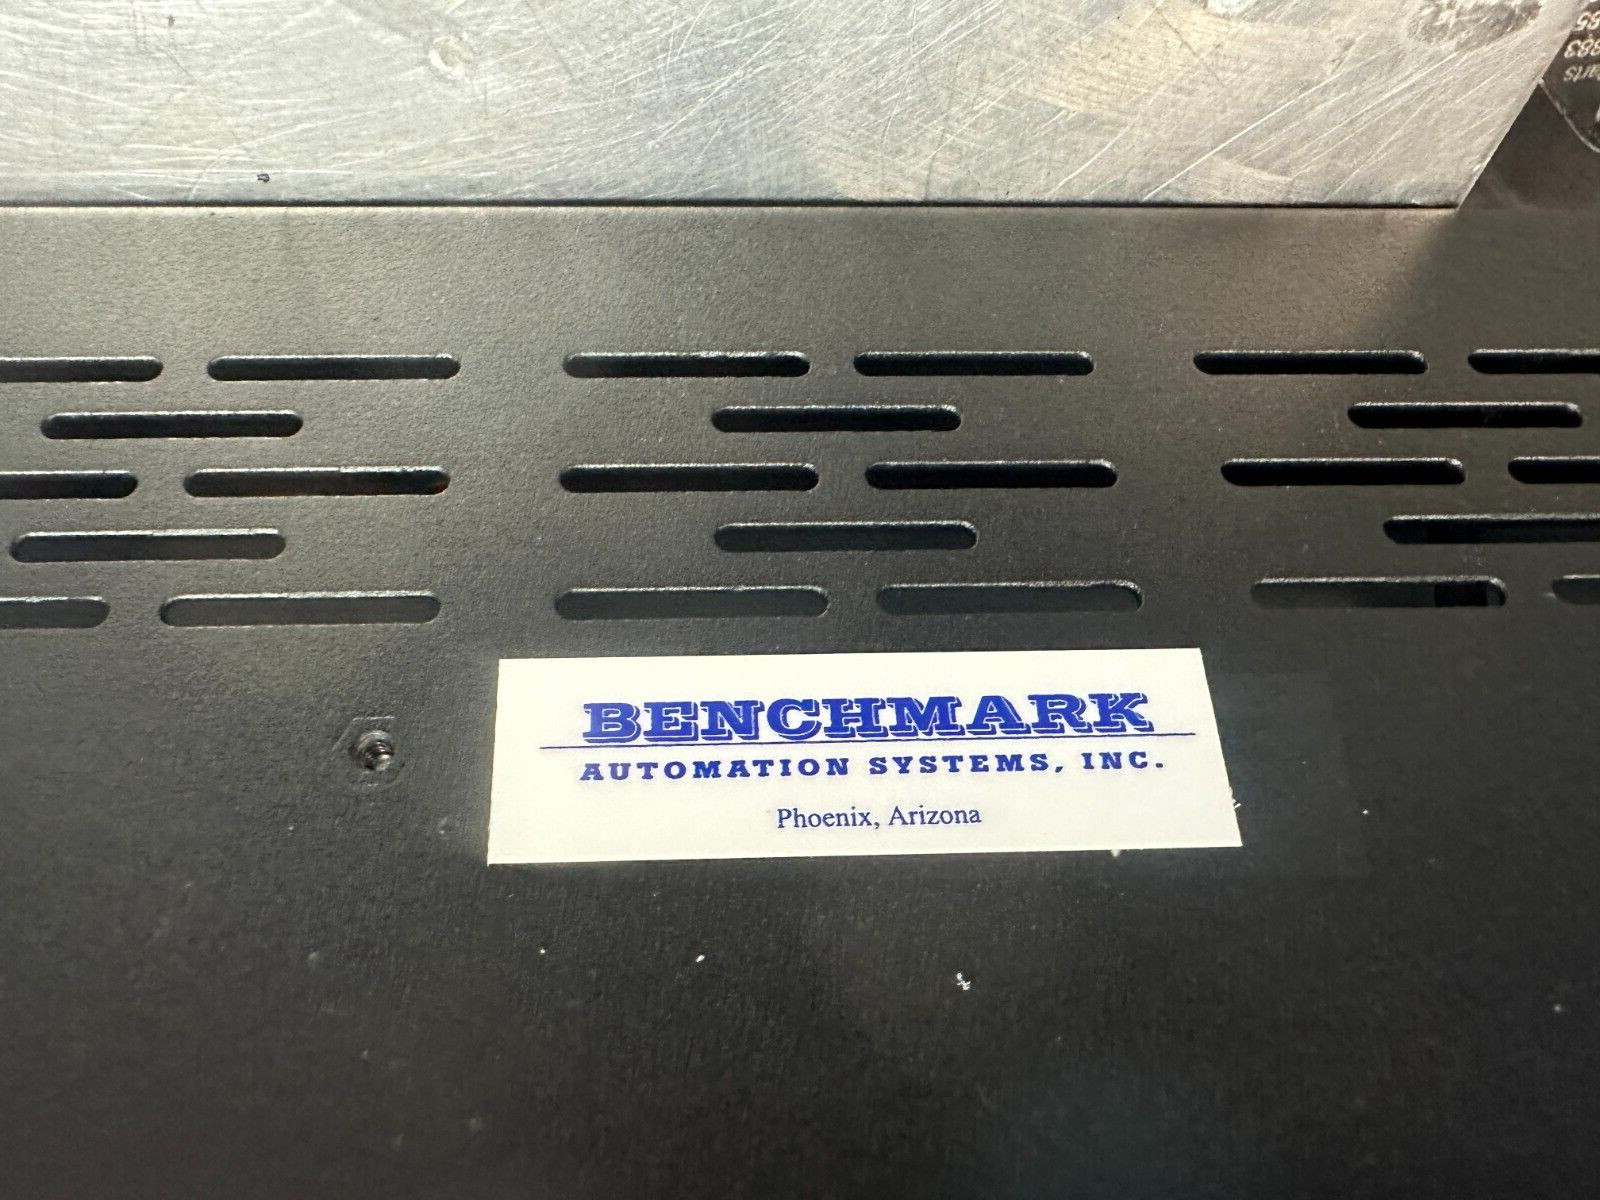 BENCHMARK
AUTOMATION SYSTEMS, INC.
Phoenix, Arizona